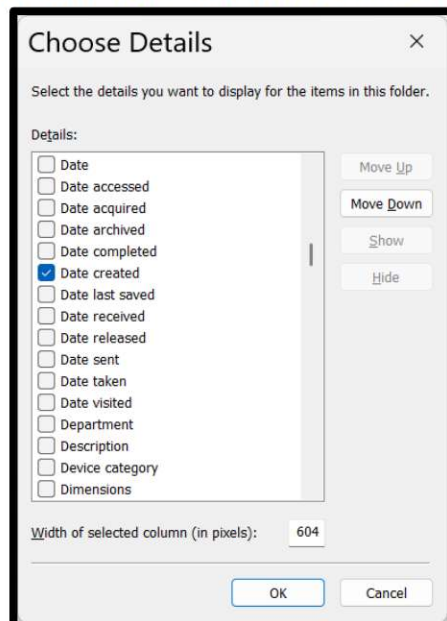 Choose Details
Select the details you want to display for the items in this folder.
Details:
Date
Date accessed
Date acquired
Date archived
Date completed
Date created
Date last saved
Date received
Date released
Date sent
Date taken
Date visited
Department
Description
Device category
Dimensions
Move Up
Move Down
Show
Hide
Width of selected column (in pixels): 604
OK Cancel